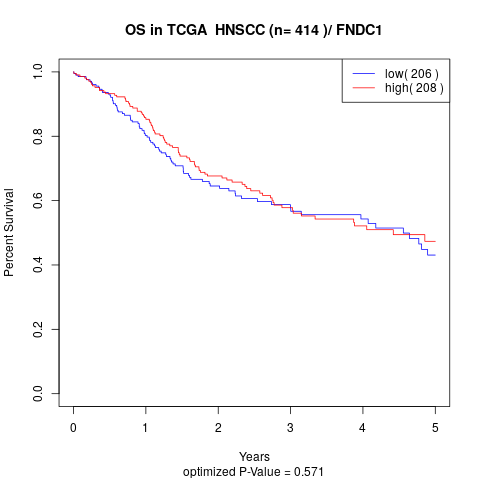 OS in TCGA  HNSCC (n= 414 )/ FNDC1
low( 206 )
high( 208 )
Percent Survival
1.0
0.8
0.6
0.4
0.2
0.0
0 1 2 3 4 5
Years
optimized P-Value = 0.571